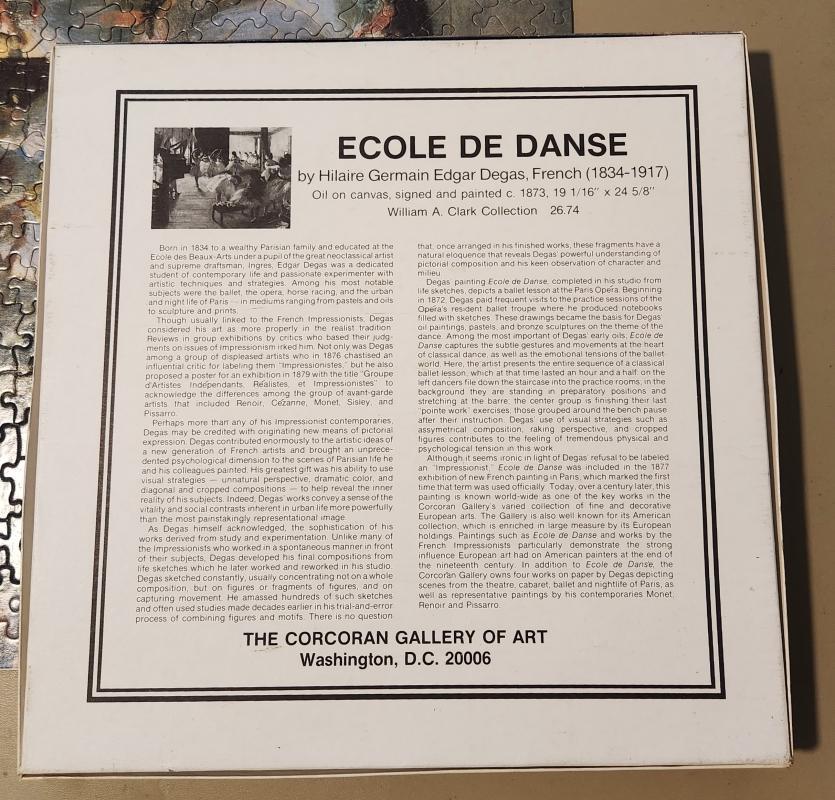 ECOLE DE DANSE
by Hilaire Germain Edgar Degas, French (1834-1917)
Oil on canvas, signed and painted c. 1873, 19 1/16" x 24 5/8"
William A. Clark Collection 26.74
Born in 1834 to a wealthy Parisian family and educated at the
Ecole des Beaux-Arts under a pupil of the great neoclassical artist
and supreme draftsman, Ingres, Edgar Degas was a dedicated
student of contemporary life and passionate experimenter with
artistic techniques and strategies. Among his most notable
subjects were the ballet, the opera, horse racing, and the urban
and night life of Paris — in mediums ranging from pastels and oils
to sculpture and prints.
Though usually linked to the French Impressionists, Degas
considered his art as more properly in the realist tradition.
Reviews in group exhibitions by critics who based their judg-
ments on issues of impressionism irked him. Not only was Degas
among a group of displeased artists who in 1876 chastised an
influential critic for labeling them "Impressionistes," but he also
proposed a poster for an exhibition in 1879 with the title "Groupe
d'Artistes Indépendants, Réalistes, et Impressionistes" to
acknowledge the differences among the group of avant-garde
artists that included Renoir, Cézanne, Monet, Sisley, and
Pissarro.
Perhaps more than any of his Impressionist contemporaries,
Degas may be credited with originating new means of pictorial
expression. Degas contributed enormously to the artistic ideas of
a new generation of French artists and brought an unprece-
dented psychological dimension to the scenes of Parisian life he
and his colleagues painted. His greatest gift was his ability to use
visual strategies — unnatural perspective, dramatic color, and
diagonal and cropped compositions — to help reveal the inner
reality of his subjects. Indeed, Degas' works convey a sense of the
vitality and social contrasts inherent in urban life more powerfully
than the most painstakingly representational image.
As Degas himself acknowledged, the sophistication of his
works derived from study and experimentation. Unlike many of
the Impressionists who worked in a spontaneous manner in front
of their subjects, Degas developed his final compositions from
life sketches which he later worked and reworked in his studio.
Degas sketched constantly, usually concentrating not on a whole
composition, but on figures or fragments of figures, and on
capturing movement. He amassed hundreds of such sketches
and often used studies made decades earlier in his trial-and-error
process of combining figures and motifs. There is no question
that, once arranged in his finished works, these fragments have a
natural eloquence that reveals Degas' powerful understanding of
pictorial composition and his keen observation of character and
milieu.
Degas' painting Ecole de Danse, completed in his studio from
life sketches, depicts a ballet lesson at the Paris Opera. Beginning
in 1872, Degas paid frequent visits to the practice sessions of the
Opera's resident ballet troupe where he produced notebooks
filled with sketches. These drawings became the basis for Degas'
oil paintings, pastels, and bronze sculptures on the theme of the
dance. Among the most important of Degas' early oils, Ecole de
Danse captures the subtle gestures and movements at the heart
of classical dance, as well as the emotional tensions of the ballet
world. Here, the artist presents the entire sequence of a classical
ballet lesson, which at that time lasted an hour and a half: on the
left dancers file down the staircase into the practice rooms; in the
background they are standing in preparatory positions and
stretching at the barre; the center group is finishing their last
"pointe work" exercises; those grouped around the bench pause
after their instruction. Degas' use of visual strategies such as
assymetrical composition, raking perspective, and cropped
figures contributes to the feeling of tremendous physical and
psychological tension in this work.
Although it seems ironic in light of Degas' refusal to be labeled
an "Impressionist," Ecole de Danse was included in the 1877
exhibition of new French painting in Paris, which marked the first
time that term was used officially. Today, over a century later, this
painting is known world-wide as one of the key works in the
Corcoran Gallery's varied collection of fine and decorative
European arts. The Gallery is also well known for its American
collection, which is enriched in large measure by its European
holdings. Paintings such as Ecole de Danse and works by the
French Impressionists particularly demonstrate the strong
influence European art had on American painters at the end of
the nineteenth century. In addition to Ecole de Danse, the
Corcoran Gallery owns four works on paper by Degas depicting
scenes from the theatre, cabaret, ballet and nightlife of Paris, as
well as representative paintings by his contemporaries Monet,
Renoir and Pissarro.
THE CORCORAN GALLERY OF ART
Washington, D.C. 20006